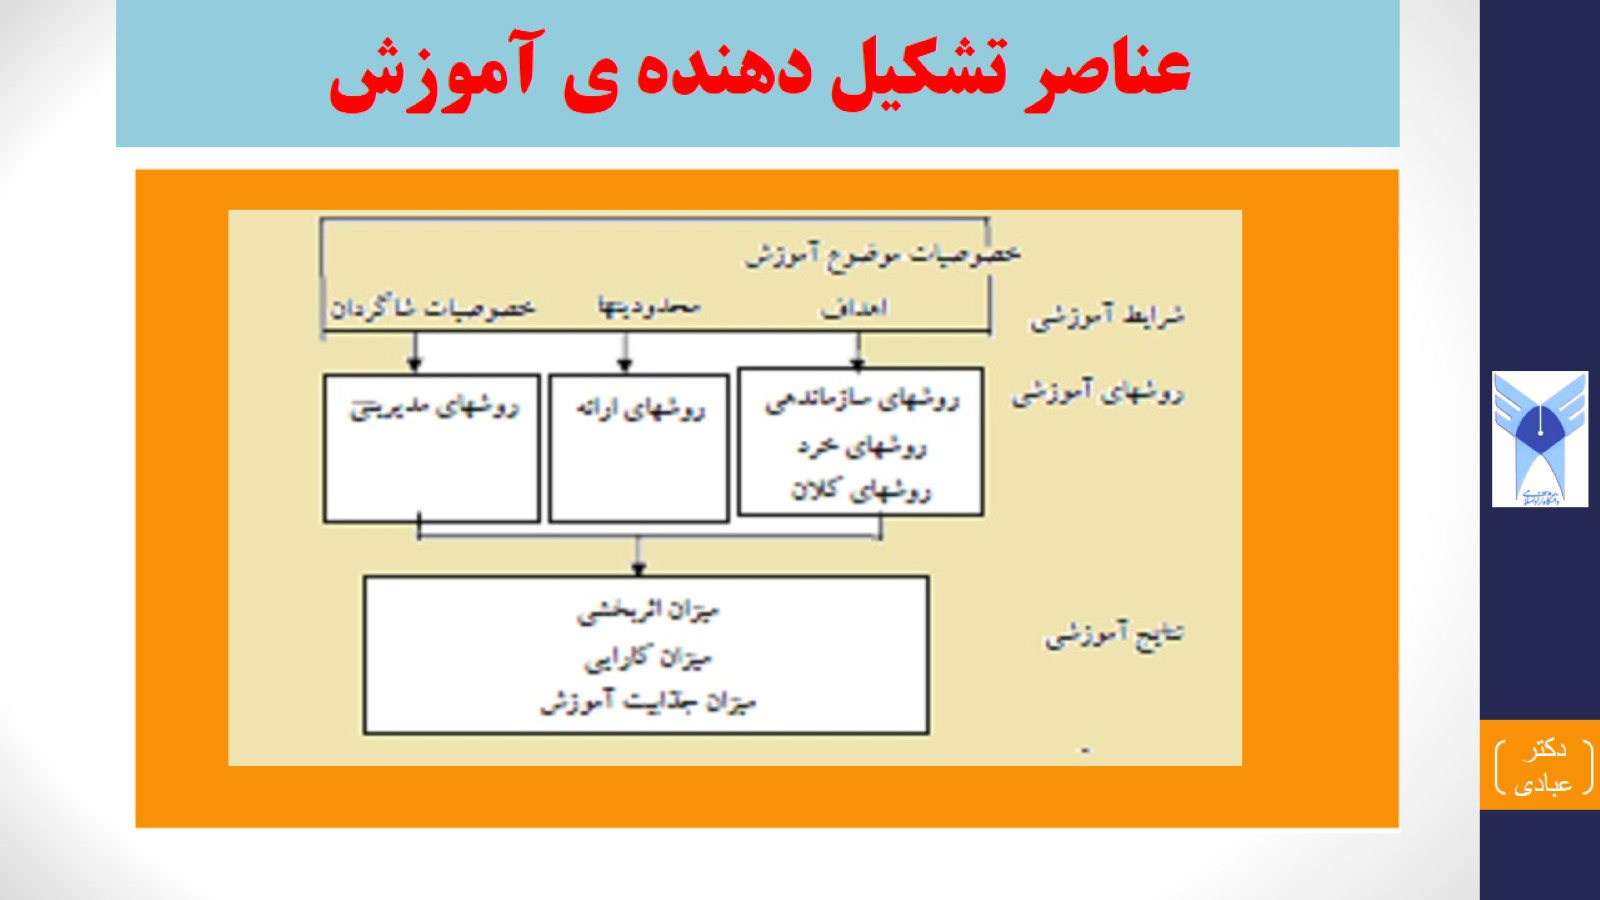 عناصر تشکیل دهنده ی آموزش
خصوصیات موضوع آموزش
شرایط آموزشی
اهداف
محدودیتها
خصوصیات شاگردان
روشهای آموزشی
روشهای سازماندهی
روشهای خرد
روشهای کلان
روشهای ارائه
روشهای مدیریتی
نتایج آموزشی
میزان اثربخشی
میزان کارایی
میزان جذابیت آموزش
دکتر
عبادی